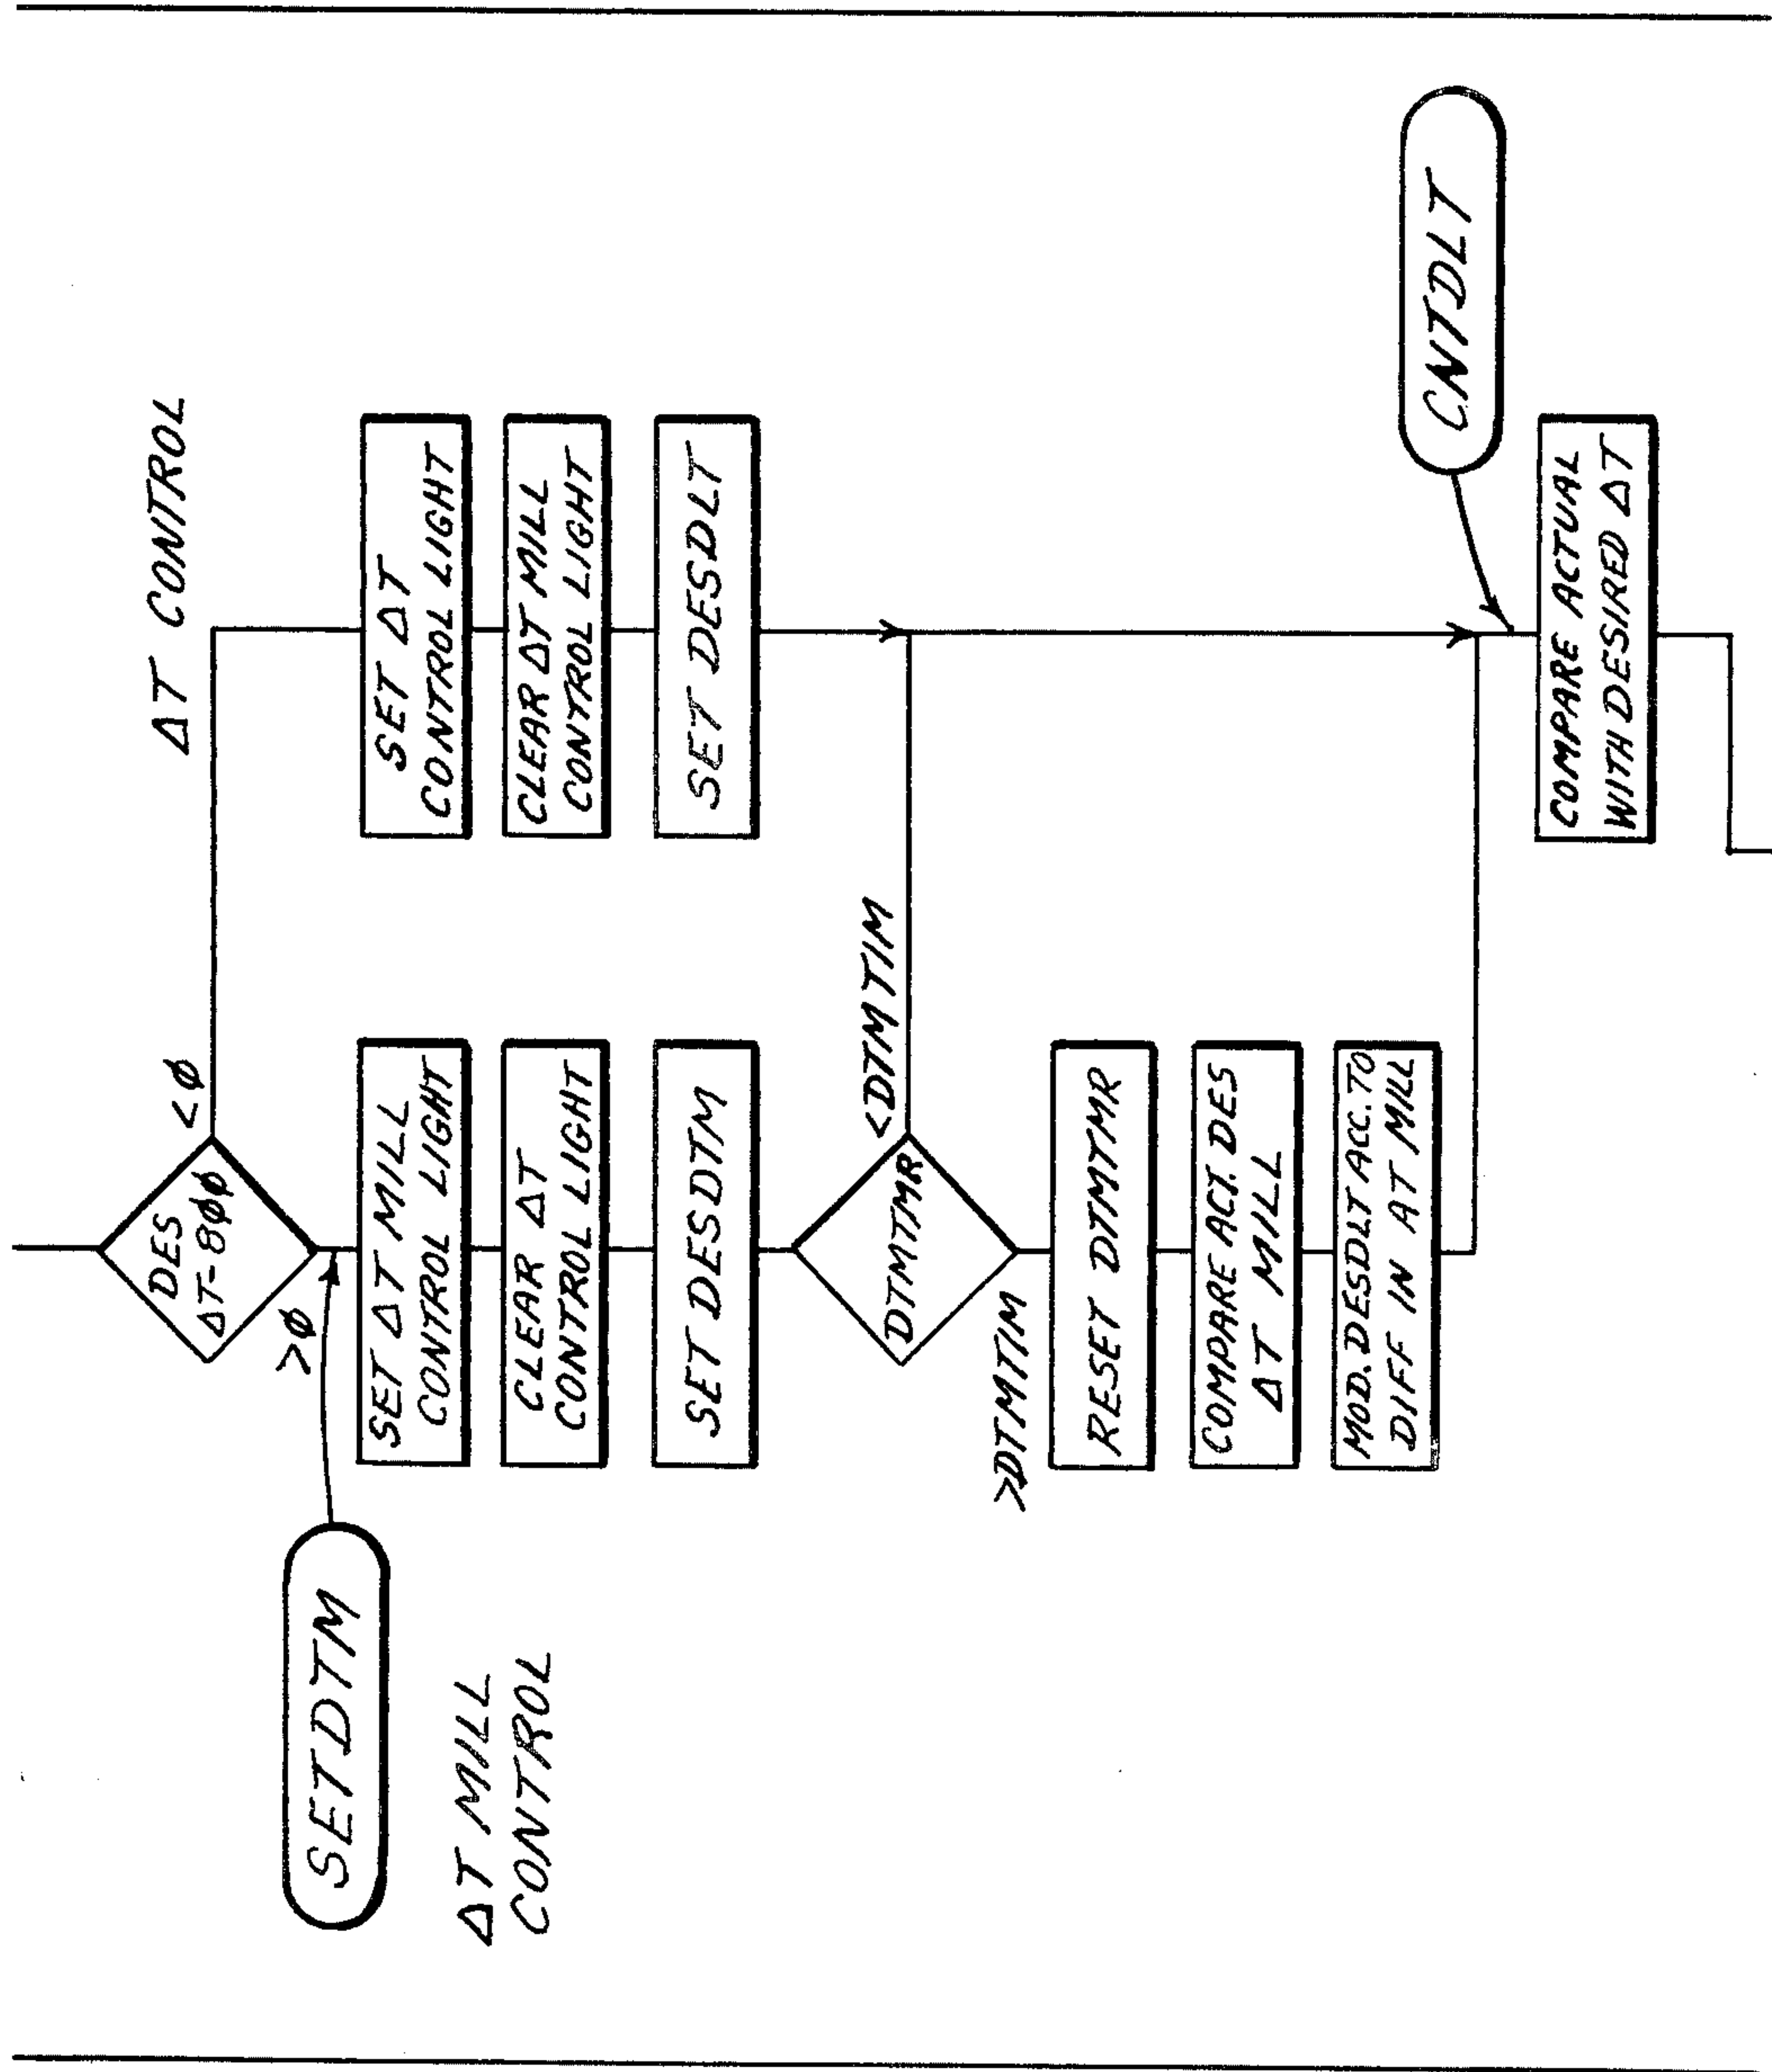 ΔT CONTROL
DES
ΔT-8ØØ
<Ø
>Ø
SETDTM
ΔT MILL
CONTROL
SET ΔT MILL
CONTROL LIGHT
CLEAR ΔT
CONTROL LIGHT
SET DESDTM
SET ΔT
CONTROL LIGHT
CLEAR ΔT MILL
CONTROL LIGHT
SET DESDLT
DTMTMR
<DTMTIM
>DTMTIM
RESET DTMTMR
COMPARE ACT. DES
ΔT MILL
MOD. DESDLT ACC. TO
DIFF IN ΔT MILL
CNTDLT
COMPARE ACTUAL
WITH DESIRED ΔT